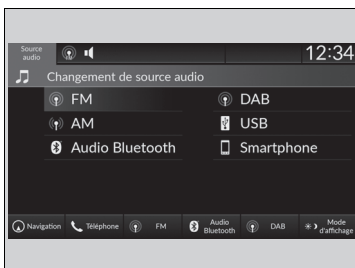 Source
audio
12:34
Changement de source audio
FM
DAB
AM
USB
Audio Bluetooth
Smartphone
Navigation
Téléphone
FM
Audio
Bluetooth
DAB
Mode
d'affichage